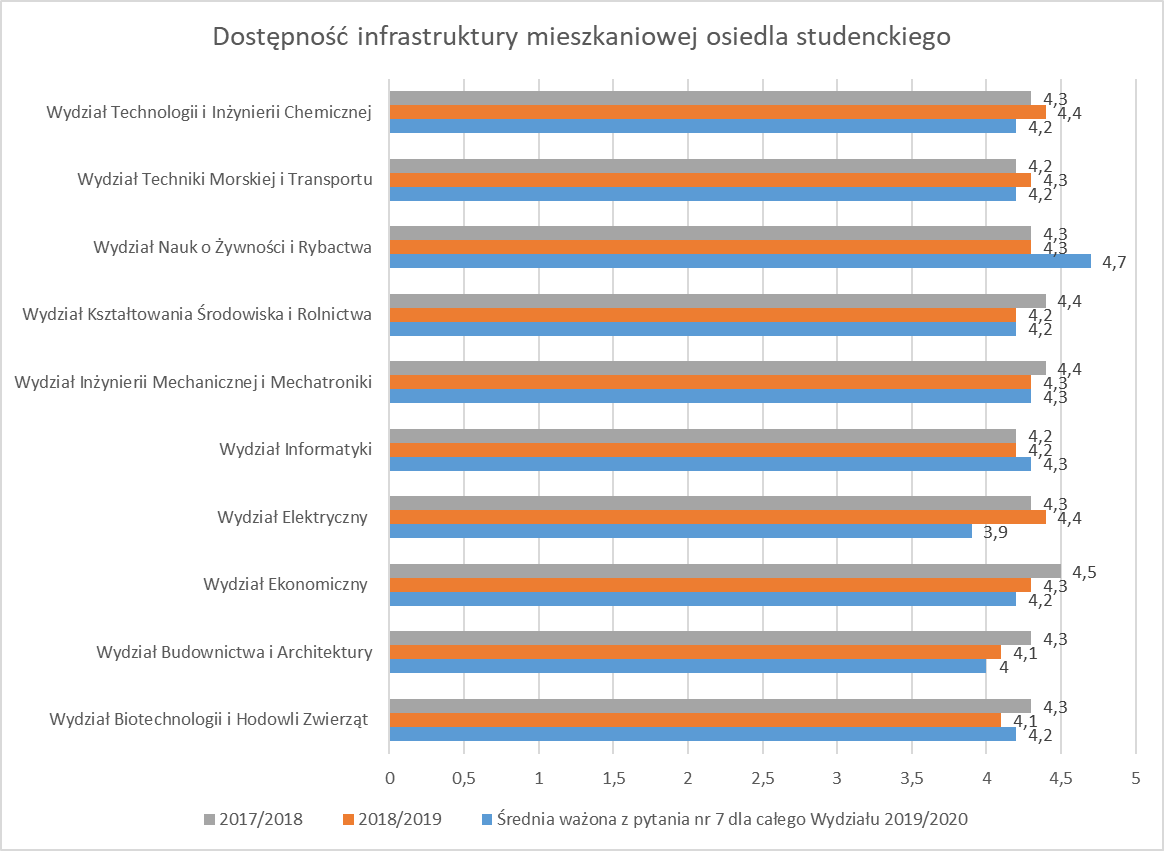 Dostępność infrastruktury mieszkaniowej osiedla studenckiego
Wydział Technologii i Inżynierii Chemicznej
4,3
4,4
4,2
Wydział Techniki Morskiej i Transportu
4,2
4,3
4,2
Wydział Nauk o Żywności i Rybactwa
4,3
4,3
4,7
Wydział Kształtowania Środowiska i Rolnictwa
4,4
4,2
4,2
Wydział Inżynierii Mechanicznej i Mechatroniki
4,4
4,3
4,3
Wydział Informatyki
4,2
4,2
4,3
Wydział Elektryczny
4,3
4,4
3,9
Wydział Ekonomiczny
4,5
4,3
4,2
Wydział Budownictwa i Architektury
4,3
4,1
4
Wydział Biotechnologii i Hodowli Zwierząt
4,3
4,1
4,2
0 0,5 1 1,5 2 2,5 3 3,5 4 4,5 5
2017/2018 2018/2019 Średnia ważona z pytania nr 7 dla całego Wydziału 2019/2020